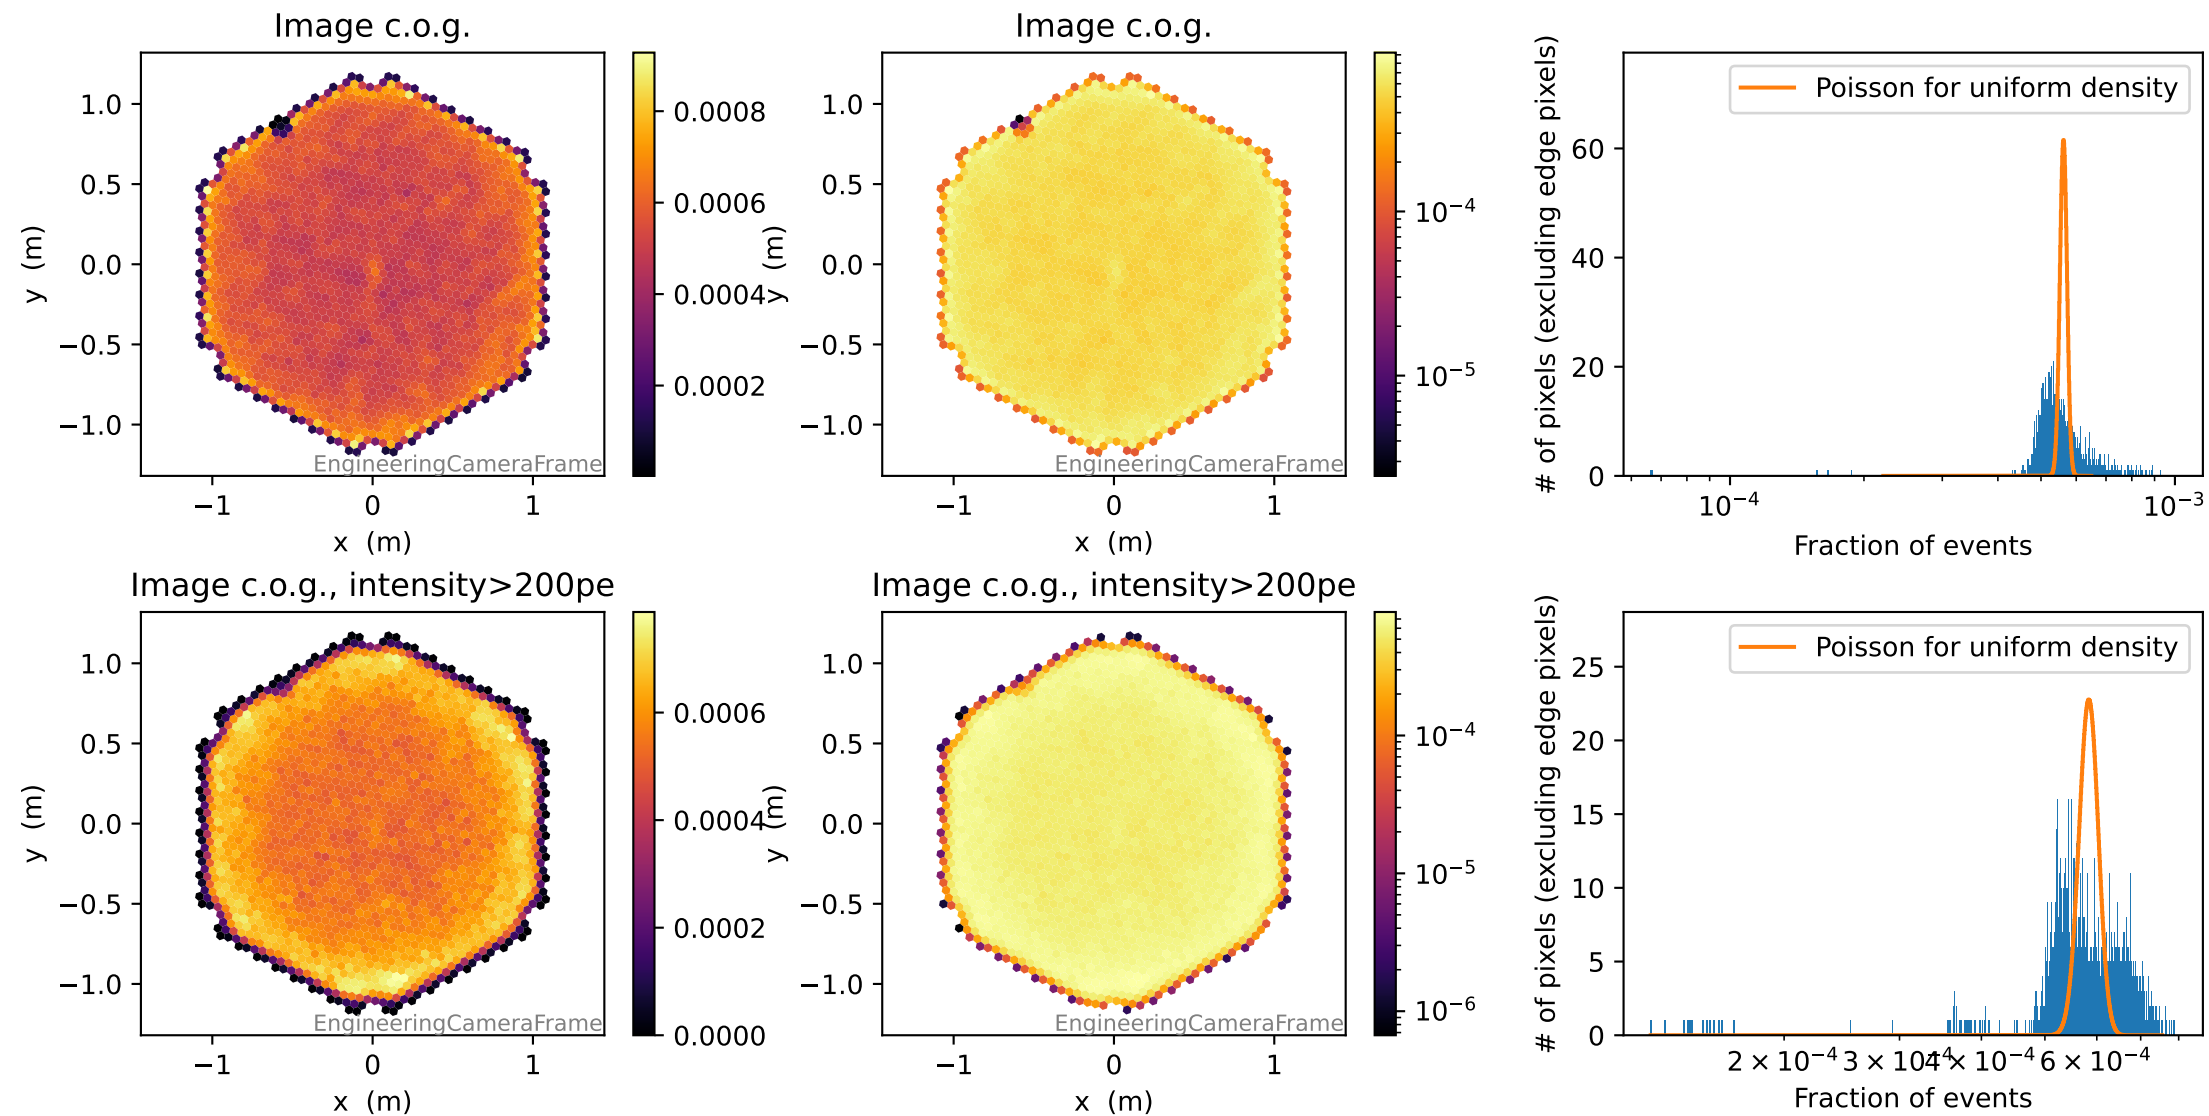 Image c.o.g.
1.0
0.5
0.0
−0.5
−1.0
y (m)
−1 0 1
x (m)
EngineeringCameraFrame
0.0008
0.0006
0.0004
0.0002
Image c.o.g.
1.0
0.5
0.0
−0.5
−1.0
y (m)
−1 0 1
x (m)
EngineeringCameraFrame
10⁻⁴
10⁻⁵
# of pixels (excluding edge pixels)
60
40
20
0
Poisson for uniform density
10⁻⁴ 10⁻³
Fraction of events
Image c.o.g., intensity>200pe
1.0
0.5
0.0
−0.5
−1.0
y (m)
−1 0 1
x (m)
EngineeringCameraFrame
0.0006
0.0004
0.0002
0.0000
Image c.o.g., intensity>200pe
1.0
0.5
0.0
−0.5
−1.0
y (m)
−1 0 1
x (m)
EngineeringCameraFrame
10⁻⁴
10⁻⁵
10⁻⁶
# of pixels (excluding edge pixels)
25
20
15
10
5
0
Poisson for uniform density
2 × 10⁻⁴ 3 × 10⁻⁴ 4 × 10⁻⁴ 6 × 10⁻⁴
Fraction of events